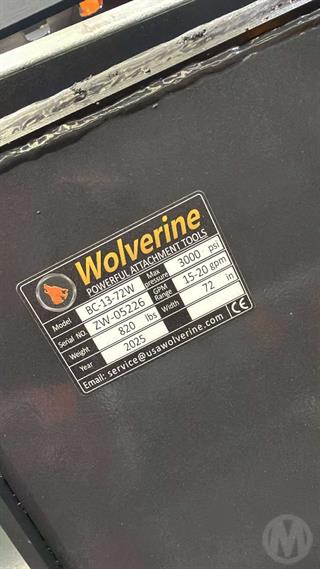 Wolverine
POWERFUL ATTACHMENT TOOLS
Model BC-13-72W Max pressure 3000 psi
Serial NO. ZW-05226 GPM Range 15-20 gpm
Weight 820 lbs Width 72 in
Year 2025
Email: service@usawolverine.com CE
M